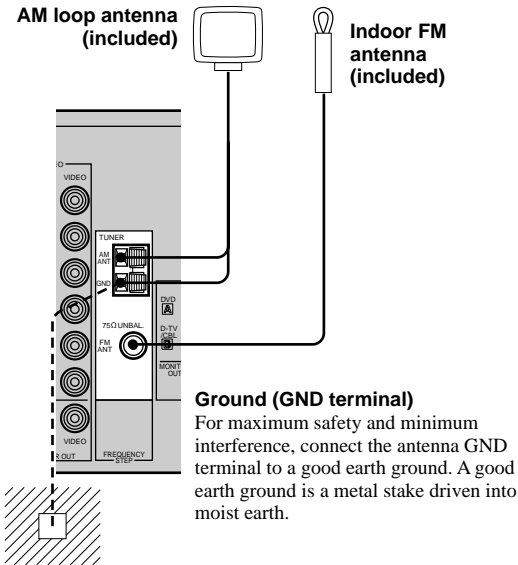 AM loop antenna
(included)
Indoor FM
antenna
(included)
VIDEO
TUNER
AM
ANT
GND.
75Ω UNBAL.
FM
ANT
DVD
A
D-TV
/CBL
B
VIDEO
FREQUENCY
STEP
Ground (GND terminal)
For maximum safety and minimum
interference, connect the antenna GND
terminal to a good earth ground. A good
earth ground is a metal stake driven into
moist earth.